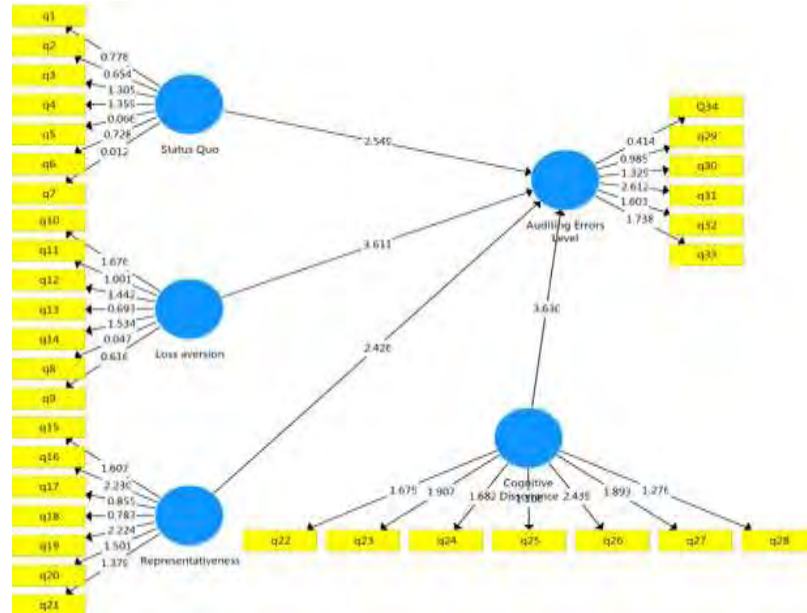 q1
q2
q3
q4
q5
q6
q7
0.778
0.654
1.305
1.359
0.066
0.728
0.012
Status Quo
2.549
q10
q11
q12
q13
q14
q8
q9
1.676
1.001
1.442
0.693
1.534
0.047
0.616
Loss aversion
3.611
q15
q16
q17
q18
q19
q20
q21
1.607
2.230
0.855
0.783
2.224
1.501
1.379
Representativeness
2.426
Q34
q29
q30
q31
q32
q33
0.414
0.985
1.329
2.612
1.603
1.738
Auditing Errors
Level
3.630
Cognitive
Dissonance
1.675
1.907
1.682
2.439
1.893
1.276
q22
q23
q24
q25
q26
q27
q28